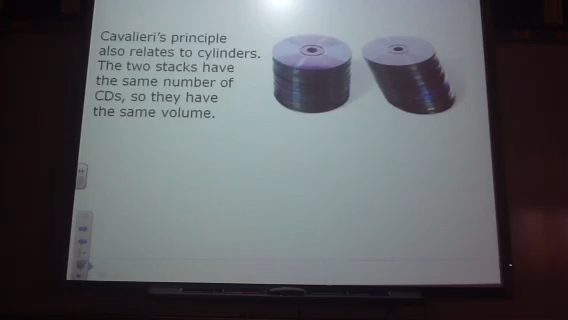 Cavalieri's principle
also relates to cylinders.
The two stacks have
the same number of
CDs, so they have
the same volume.